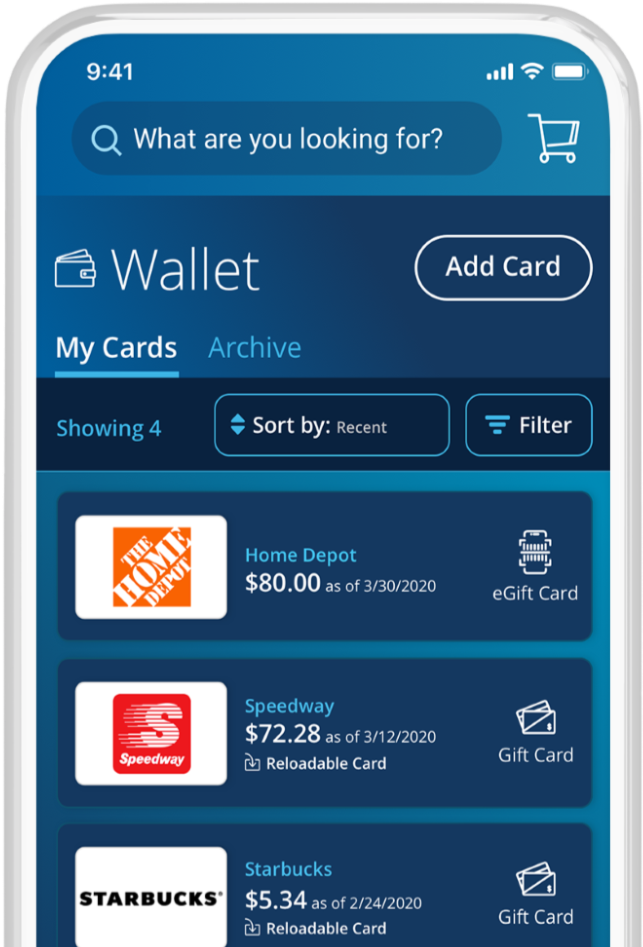 9:41
What are you looking for?
Wallet
Add Card
My Cards Archive
Showing 4
Sort by: Recent
Filter
THE
HOME
DEPOT
Home Depot
$80.00 as of 3/30/2020
eGift Card
S
Speedway
Speedway
$72.28 as of 3/12/2020
Reloadable Card
Gift Card
STARBUCKS®
Starbucks
$5.34 as of 2/24/2020
Reloadable Card
Gift Card